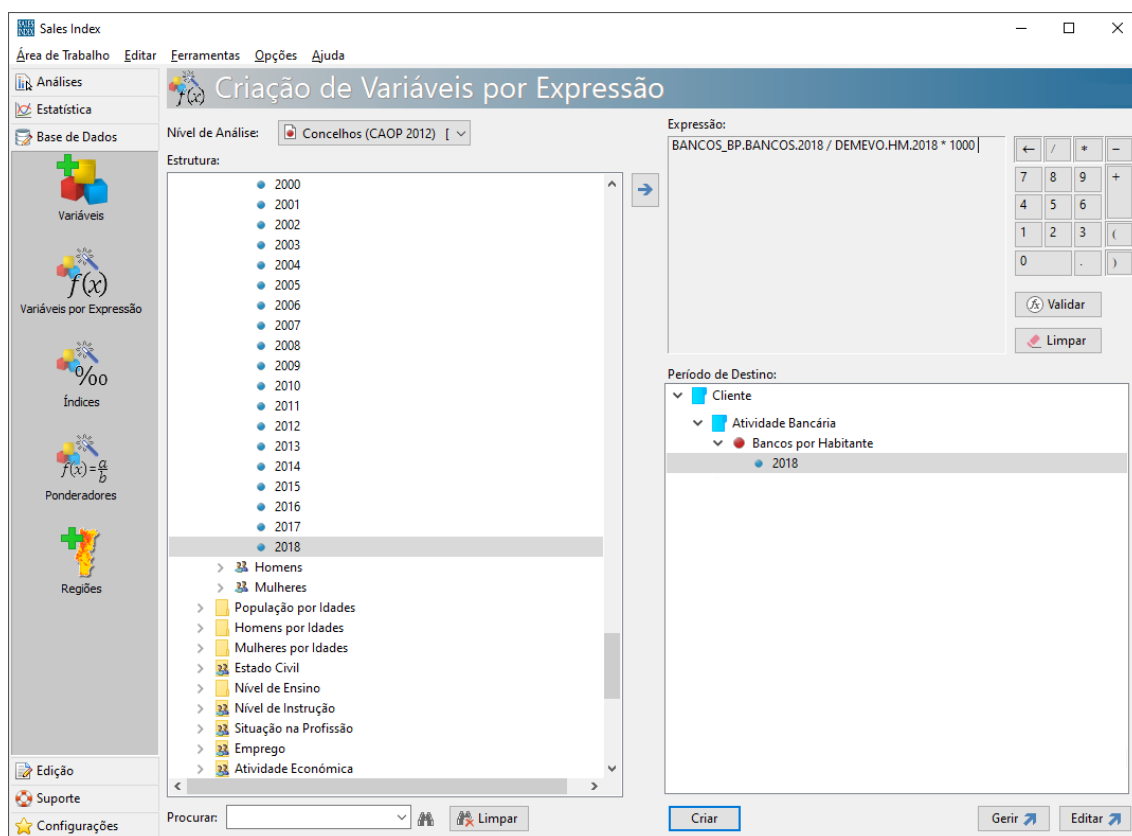 Sales Index
Área de Trabalho Editar Ferramentas Opções Ajuda
Análises
Estatística
Base de Dados
Variáveis
f(x)
Variáveis por Expressão
%00
Índices
f(x)=a/b
Ponderadores
Regiões
Edição
Suporte
Configurações
f(x) Criação de Variáveis por Expressão
Nível de Análise: Concelhos (CAOP 2012) [
Estrutura:
2000
2001
2002
2003
2004
2005
2006
2007
2008
2009
2010
2011
2012
2013
2014
2015
2016
2017
2018
Homens
Mulheres
População por Idades
Homens por Idades
Mulheres por Idades
Estado Civil
Nível de Ensino
Nível de Instrução
Situação na Profissão
Emprego
Atividade Económica
Procurar: Limpar
Expressão:
BANCOS_BP.BANCOS.2018 / DEMEVO.HM.2018 * 1000
← / * −
7 8 9 +
4 5 6
1 2 3 (
0 . )
fx Validar
Limpar
Período de Destino:
Cliente
Atividade Bancária
Bancos por Habitante
2018
Criar Gerir Editar